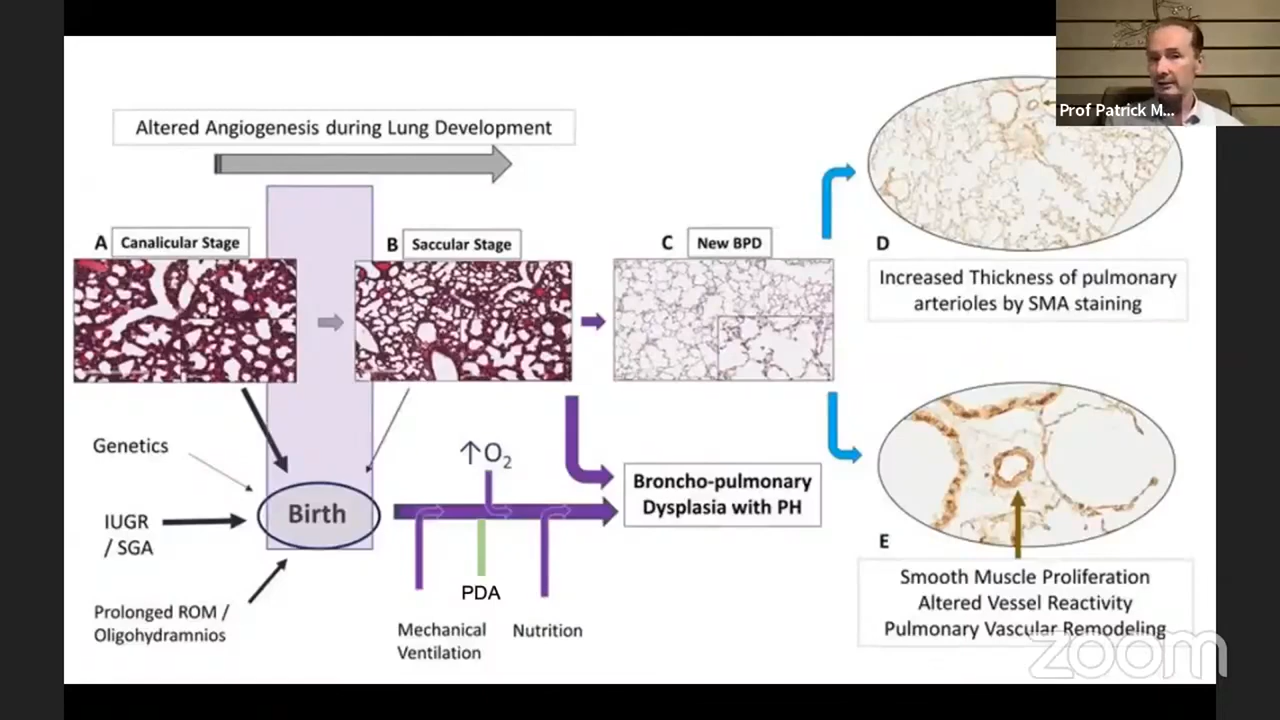 Prof Patrick M...
Altered Angiogenesis during Lung Development
A
Canalicular Stage
B
Saccular Stage
C
New BPD
D
Increased Thickness of pulmonary
arterioles by SMA staining
Genetics
IUGR
/ SGA
Prolonged ROM /
Oligohydramnios
Birth
↑O₂
PDA
Mechanical
Ventilation
Nutrition
Broncho-pulmonary
Dysplasia with PH
E
Smooth Muscle Proliferation
Altered Vessel Reactivity
Pulmonary Vascular Remodeling
zoom